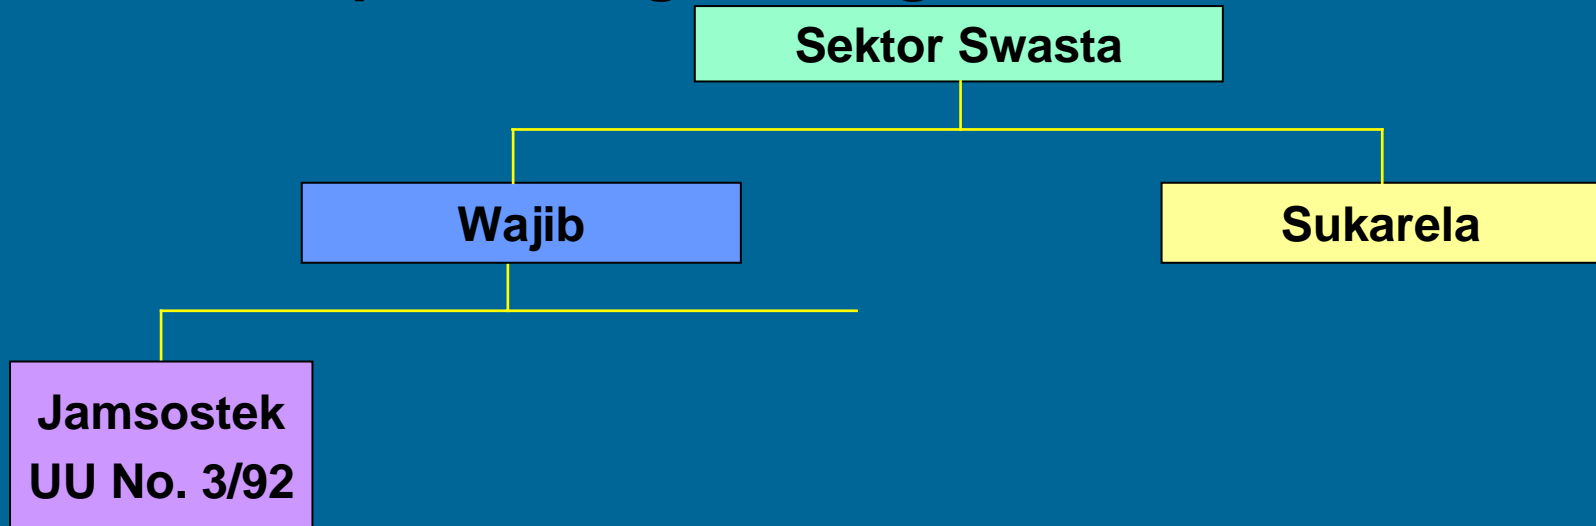 Sektor Swasta
Wajib
Sukarela
Jamsostek
UU No. 3/92